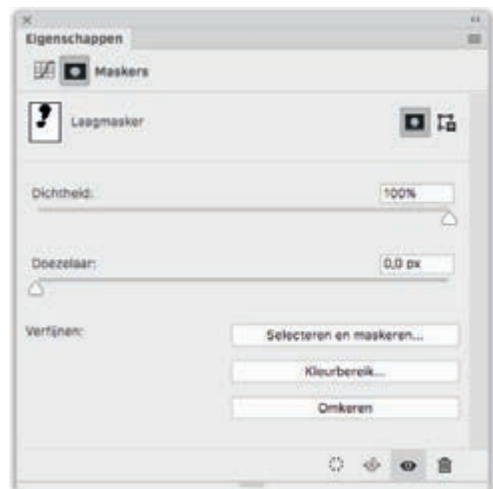 Eigenschappen
Maskers
Laagmasker
Dichtheid: 100%
Doezelaar: 0,0 px
Verfijnen: Selecteren en maskeren...
Kleurbereik...
Omkeren